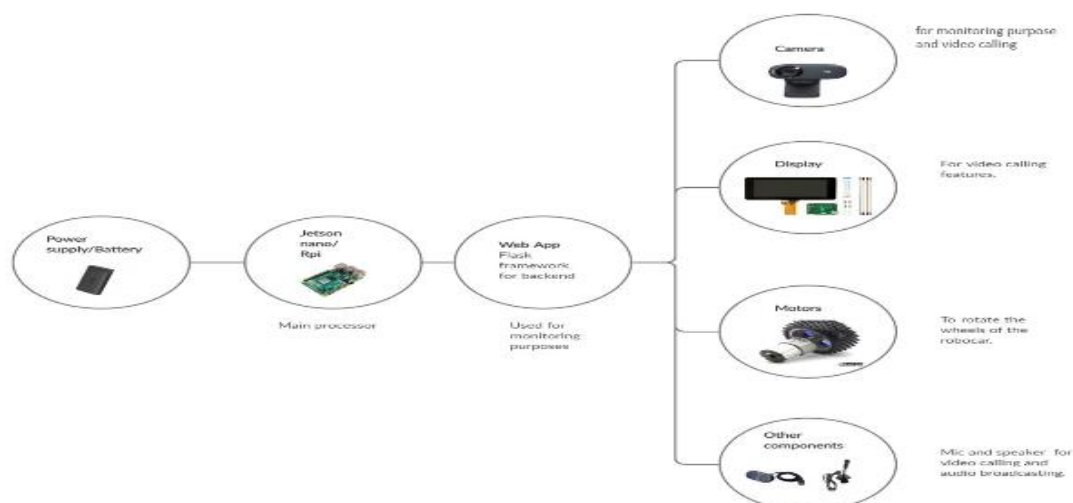 for monitoring purpose
and video calling
Camera
Display
For video calling
features.
Power
supply/Battery
Jetson
nano/
Rpi
Main processor
Web App
Flask
framework
for backend
Used for
monitoring
purposes
Motors
To rotate the
wheels of the
robocar.
Other
components
Mic and speaker for
video calling and
audio broadcasting.